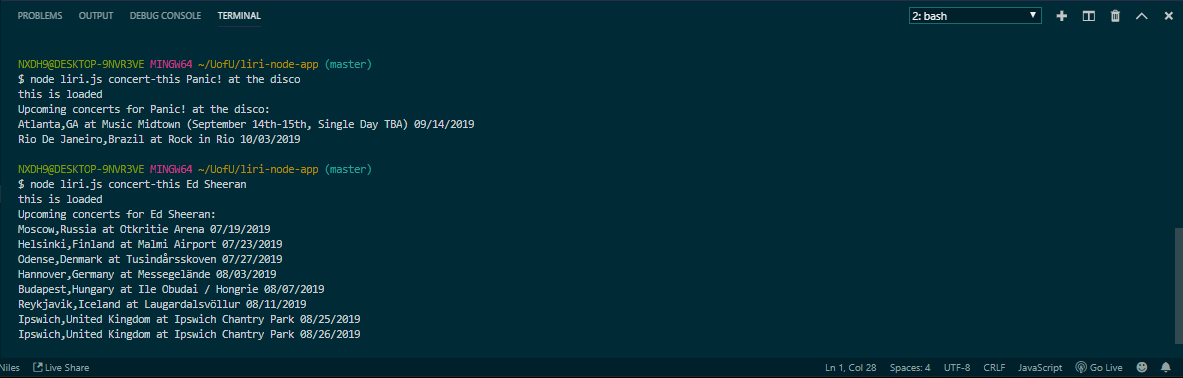 PROBLEMS OUTPUT DEBUG CONSOLE TERMINAL 2: bash
NXDH9@DESKTOP-9NVR3VE MINGW64 ~/UofU/liri-node-app (master)
$ node liri.js concert-this Panic! at the disco
this is loaded
Upcoming concerts for Panic! at the disco:
Atlanta,GA at Music Midtown (September 14th-15th, Single Day TBA) 09/14/2019
Rio De Janeiro,Brazil at Rock in Rio 10/03/2019
NXDH9@DESKTOP-9NVR3VE MINGW64 ~/UofU/liri-node-app (master)
$ node liri.js concert-this Ed Sheeran
this is loaded
Upcoming concerts for Ed Sheeran:
Moscow,Russia at Otkritie Arena 07/19/2019
Helsinki,Finland at Malmi Airport 07/23/2019
Odense,Denmark at Tusindårsskoven 07/27/2019
Hannover,Germany at Messegelände 08/03/2019
Budapest,Hungary at Ile Obudai / Hongrie 08/07/2019
Reykjavik,Iceland at Laugardalsvöllur 08/11/2019
Ipswich,United Kingdom at Ipswich Chantry Park 08/25/2019
Ipswich,United Kingdom at Ipswich Chantry Park 08/26/2019
Niles Live Share Ln 1, Col 28 Spaces: 4 UTF-8 CRLF JavaScript Go Live